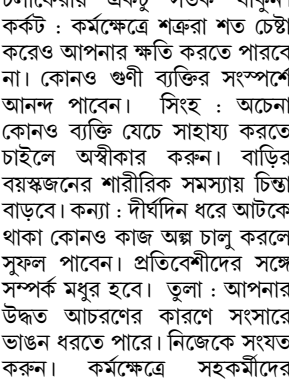 চলাফেরায় একটু সতর্ক থাকুন।
কর্কট : কর্মক্ষেত্রে শত্রুরা শত চেষ্টা
করেও আপনার ক্ষতি করতে পারবে
না। কোনও গুণী ব্যক্তির সংস্পর্শে
আনন্দ পাবেন। সিংহ : অচেনা
কোনও ব্যক্তি যেচে সাহায্য করতে
চাইলে অস্বীকার করুন। বাড়ির
বয়স্কজনের শারীরিক সমস্যায় চিন্তা
বাড়বে। কন্যা : দীর্ঘদিন ধরে আটকে
থাকা কোনও কাজ অল্প চালু করলে
সুফল পাবেন। প্রতিবেশীদের সঙ্গে
সম্পর্ক মধুর হবে। তুলা : আপনার
উদ্ধত আচরণের কারণে সংসারে
ভাঙন ধরতে পারে। নিজেকে সংযত
করুন। কর্মক্ষেত্রে সহকর্মীদের